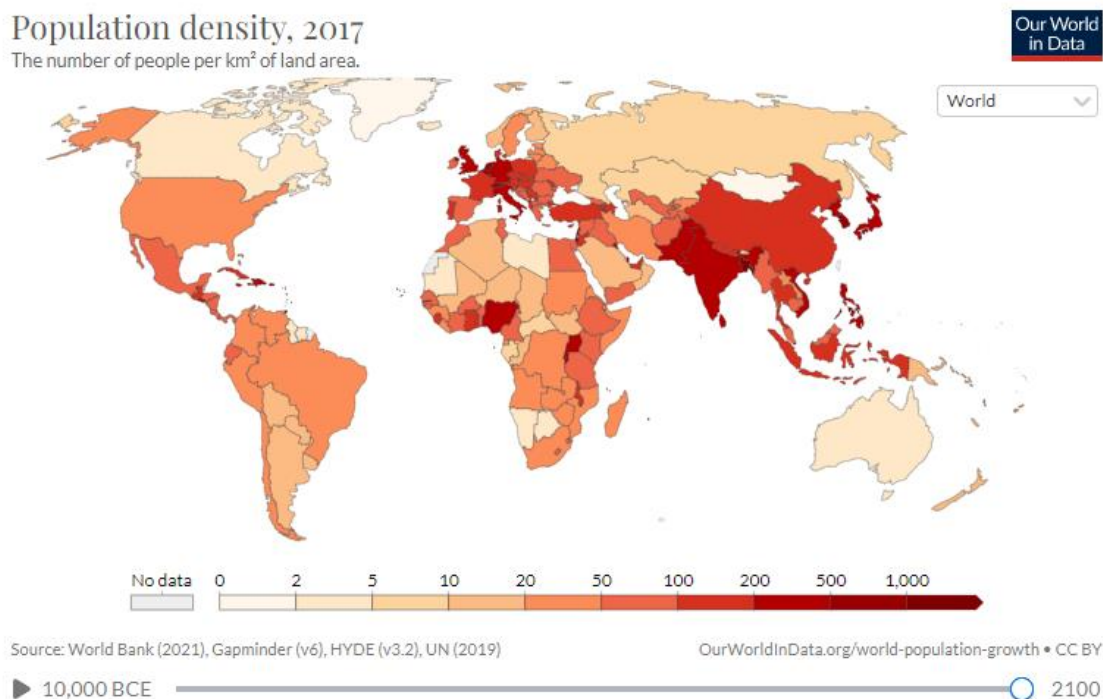 Population density, 2017
The number of people per km² of land area.
Our World
in Data
World
No data 0 2 5 10 20 50 100 200 500 1,000
Source: World Bank (2021), Gapminder (v6), HYDE (v3.2), UN (2019) OurWorldInData.org/world-population-growth • CC BY
10,000 BCE 2100